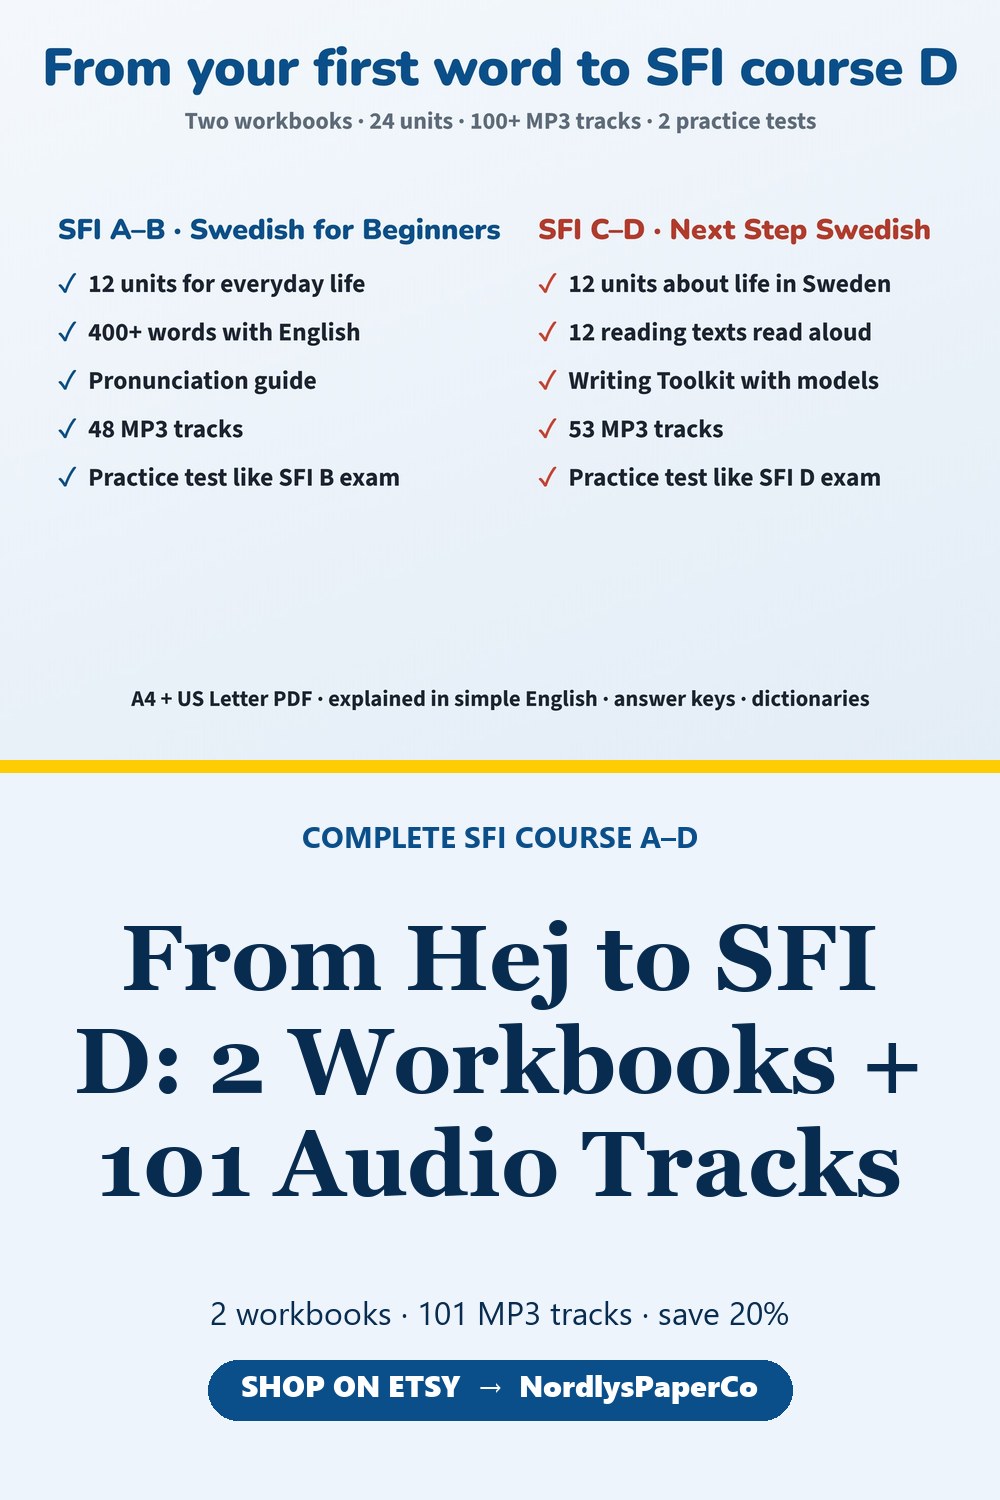 From your first word to SFI course D
Two workbooks · 24 units · 100+ MP3 tracks · 2 practice tests
SFI A–B · Swedish for Beginners
✓ 12 units for everyday life
✓ 400+ words with English
✓ Pronunciation guide
✓ 48 MP3 tracks
✓ Practice test like SFI B exam
SFI C–D · Next Step Swedish
✓ 12 units about life in Sweden
✓ 12 reading texts read aloud
✓ Writing Toolkit with models
✓ 53 MP3 tracks
✓ Practice test like SFI D exam
A4 + US Letter PDF · explained in simple English · answer keys · dictionaries
COMPLETE SFI COURSE A–D
From Hej to SFI
D: 2 Workbooks +
101 Audio Tracks
2 workbooks · 101 MP3 tracks · save 20%
SHOP ON ETSY → NordlysPaperCo